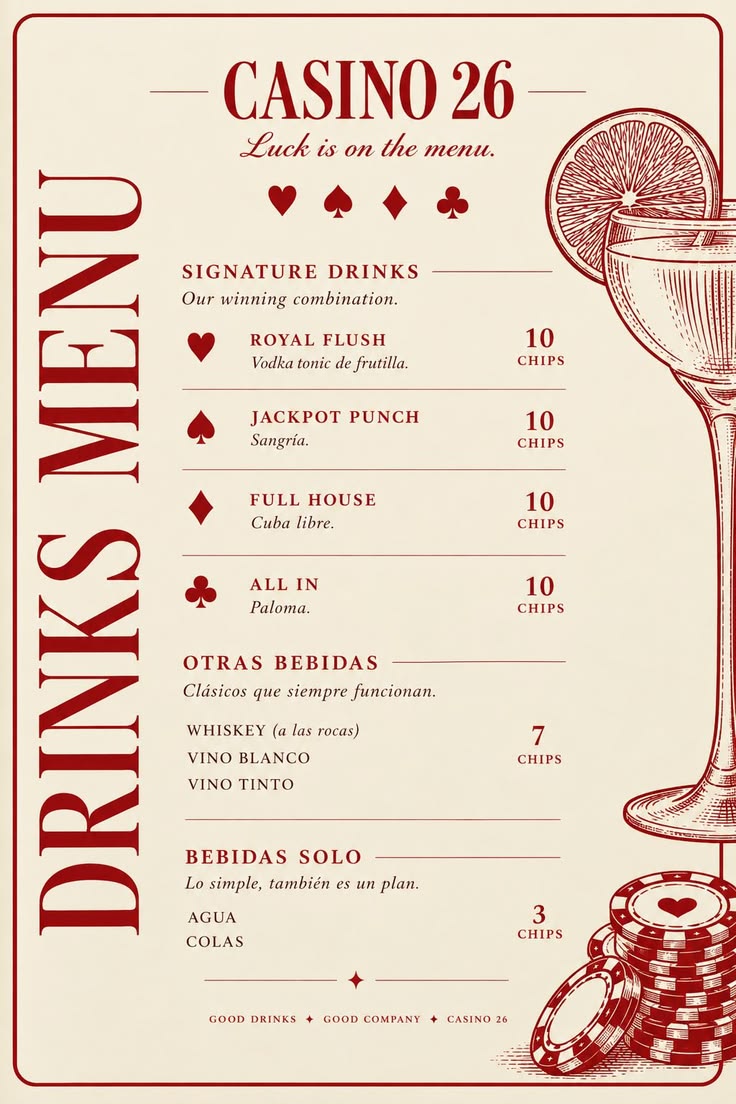 CASINO 26
Luck is on the menu.
DRINKS MENU
SIGNATURE DRINKS
Our winning combination.
ROYAL FLUSH
Vodka tonic de frutilla.
10
CHIPS
JACKPOT PUNCH
Sangría.
10
CHIPS
FULL HOUSE
Cuba libre.
10
CHIPS
ALL IN
Paloma.
10
CHIPS
OTRAS BEBIDAS
Clásicos que siempre funcionan.
WHISKEY (a las rocas)
VINO BLANCO
VINO TINTO
7
CHIPS
BEBIDAS SOLO
Lo simple, también es un plan.
AGUA
COLAS
3
CHIPS
GOOD DRINKS ✦ GOOD COMPANY ✦ CASINO 26